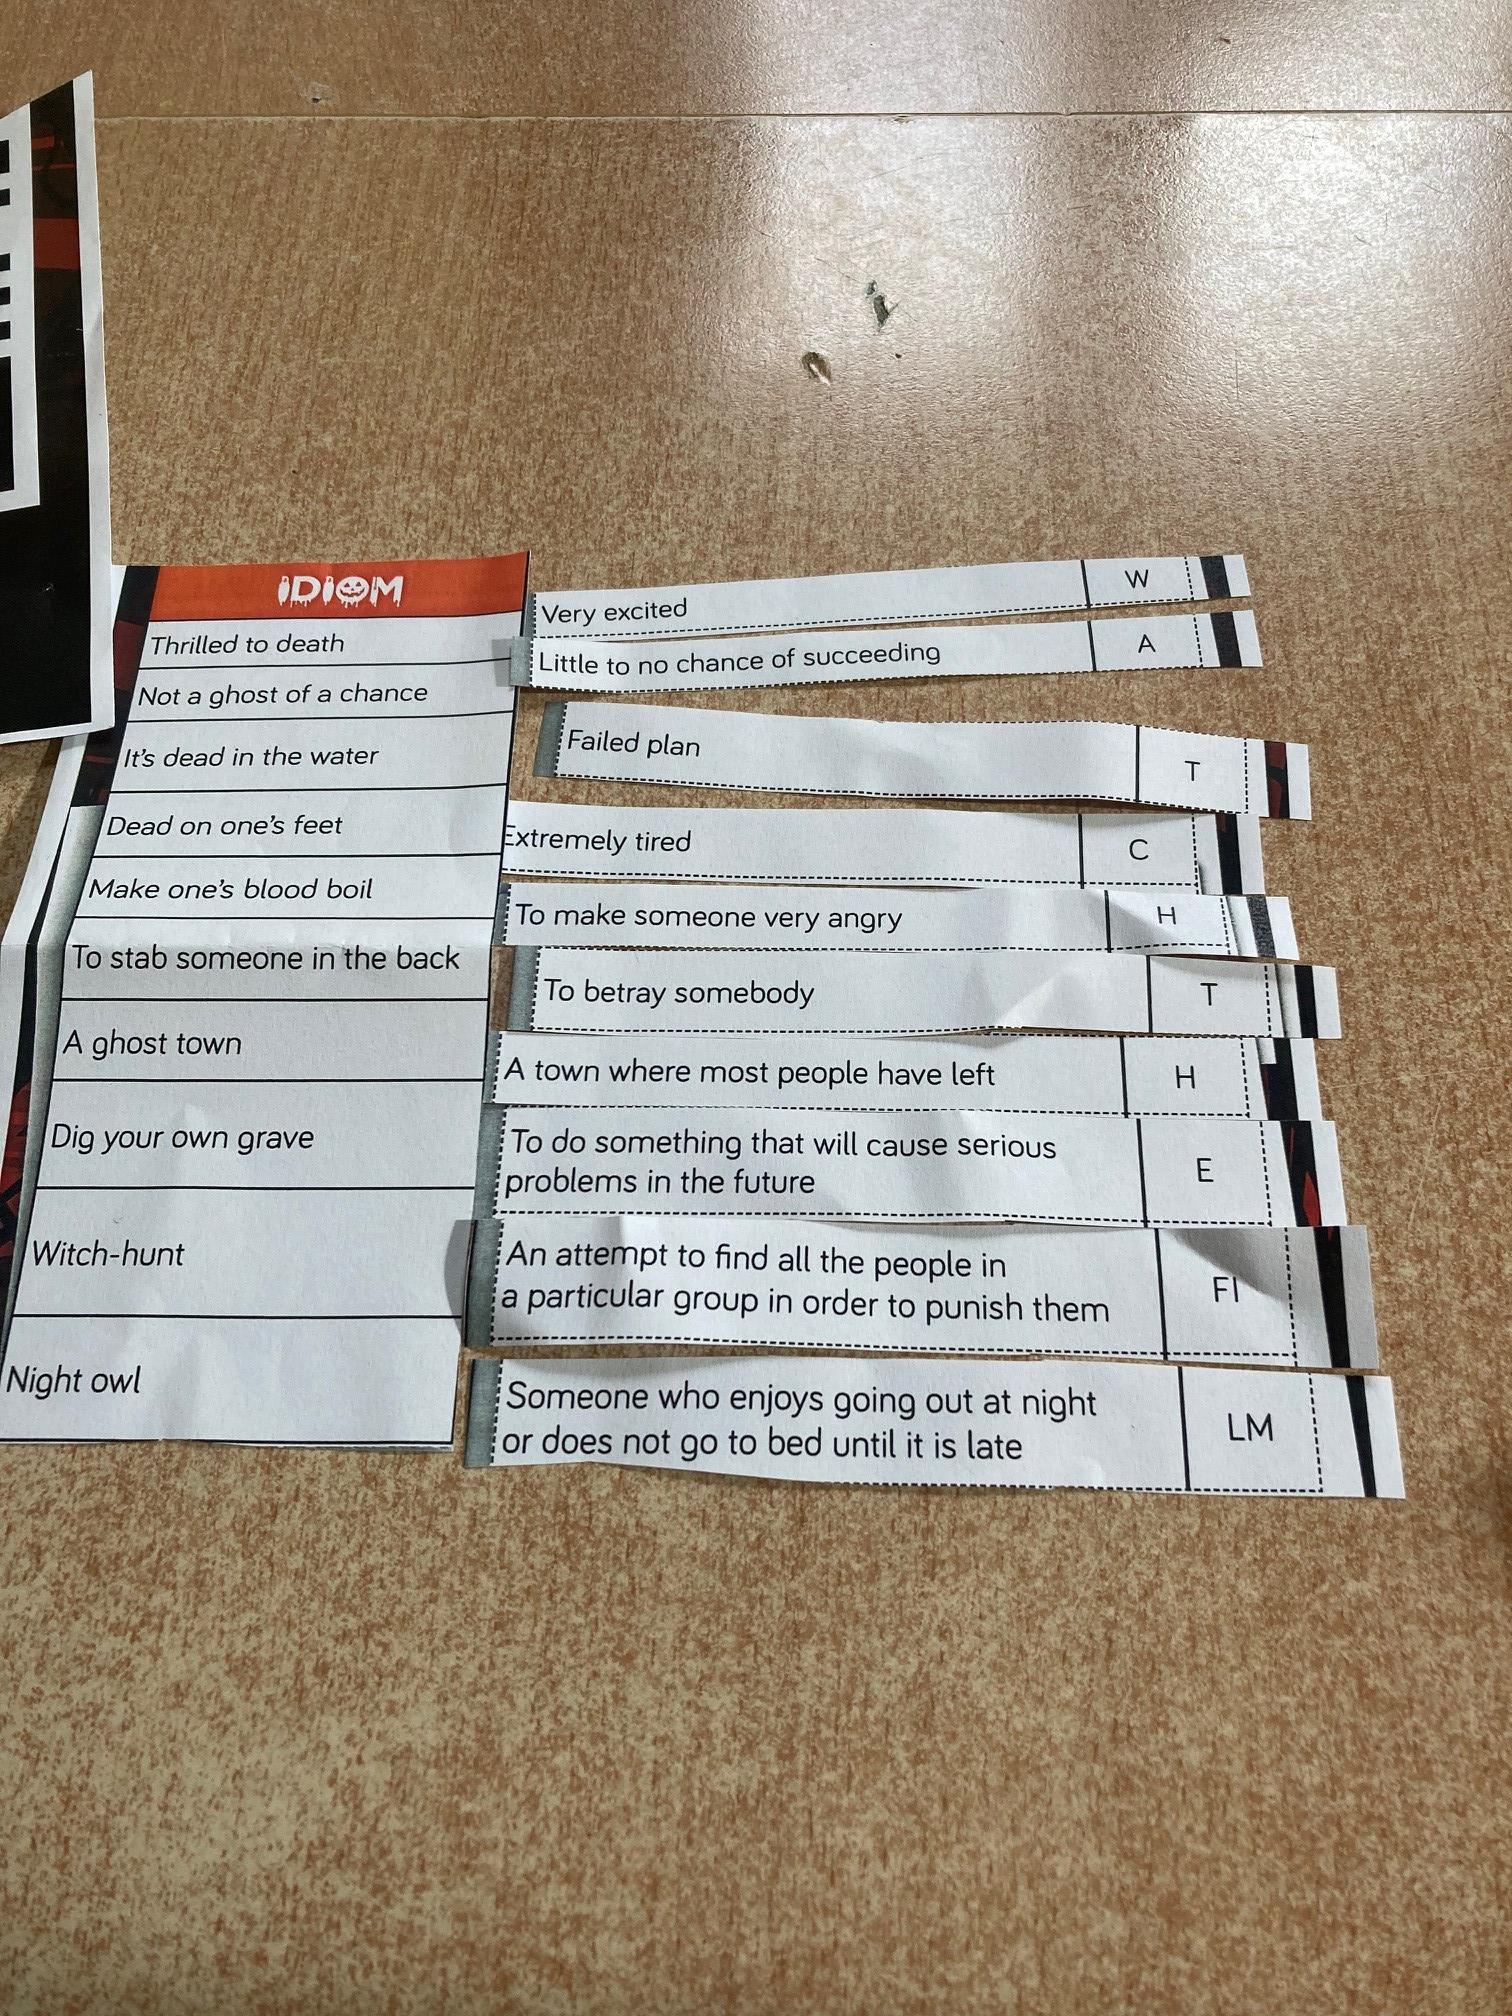 IDIOM
Thrilled to death
Very excited
W
Not a ghost of a chance
Little to no chance of succeeding
A
It's dead in the water
Failed plan
T
Dead on one's feet
Extremely tired
C
Make one's blood boil
To make someone very angry
H
To stab someone in the back
To betray somebody
T
A ghost town
A town where most people have left
H
Dig your own grave
To do something that will cause serious
problems in the future
E
Witch-hunt
An attempt to find all the people in
a particular group in order to punish them
FI
Night owl
Someone who enjoys going out at night
or does not go to bed until it is late
LM